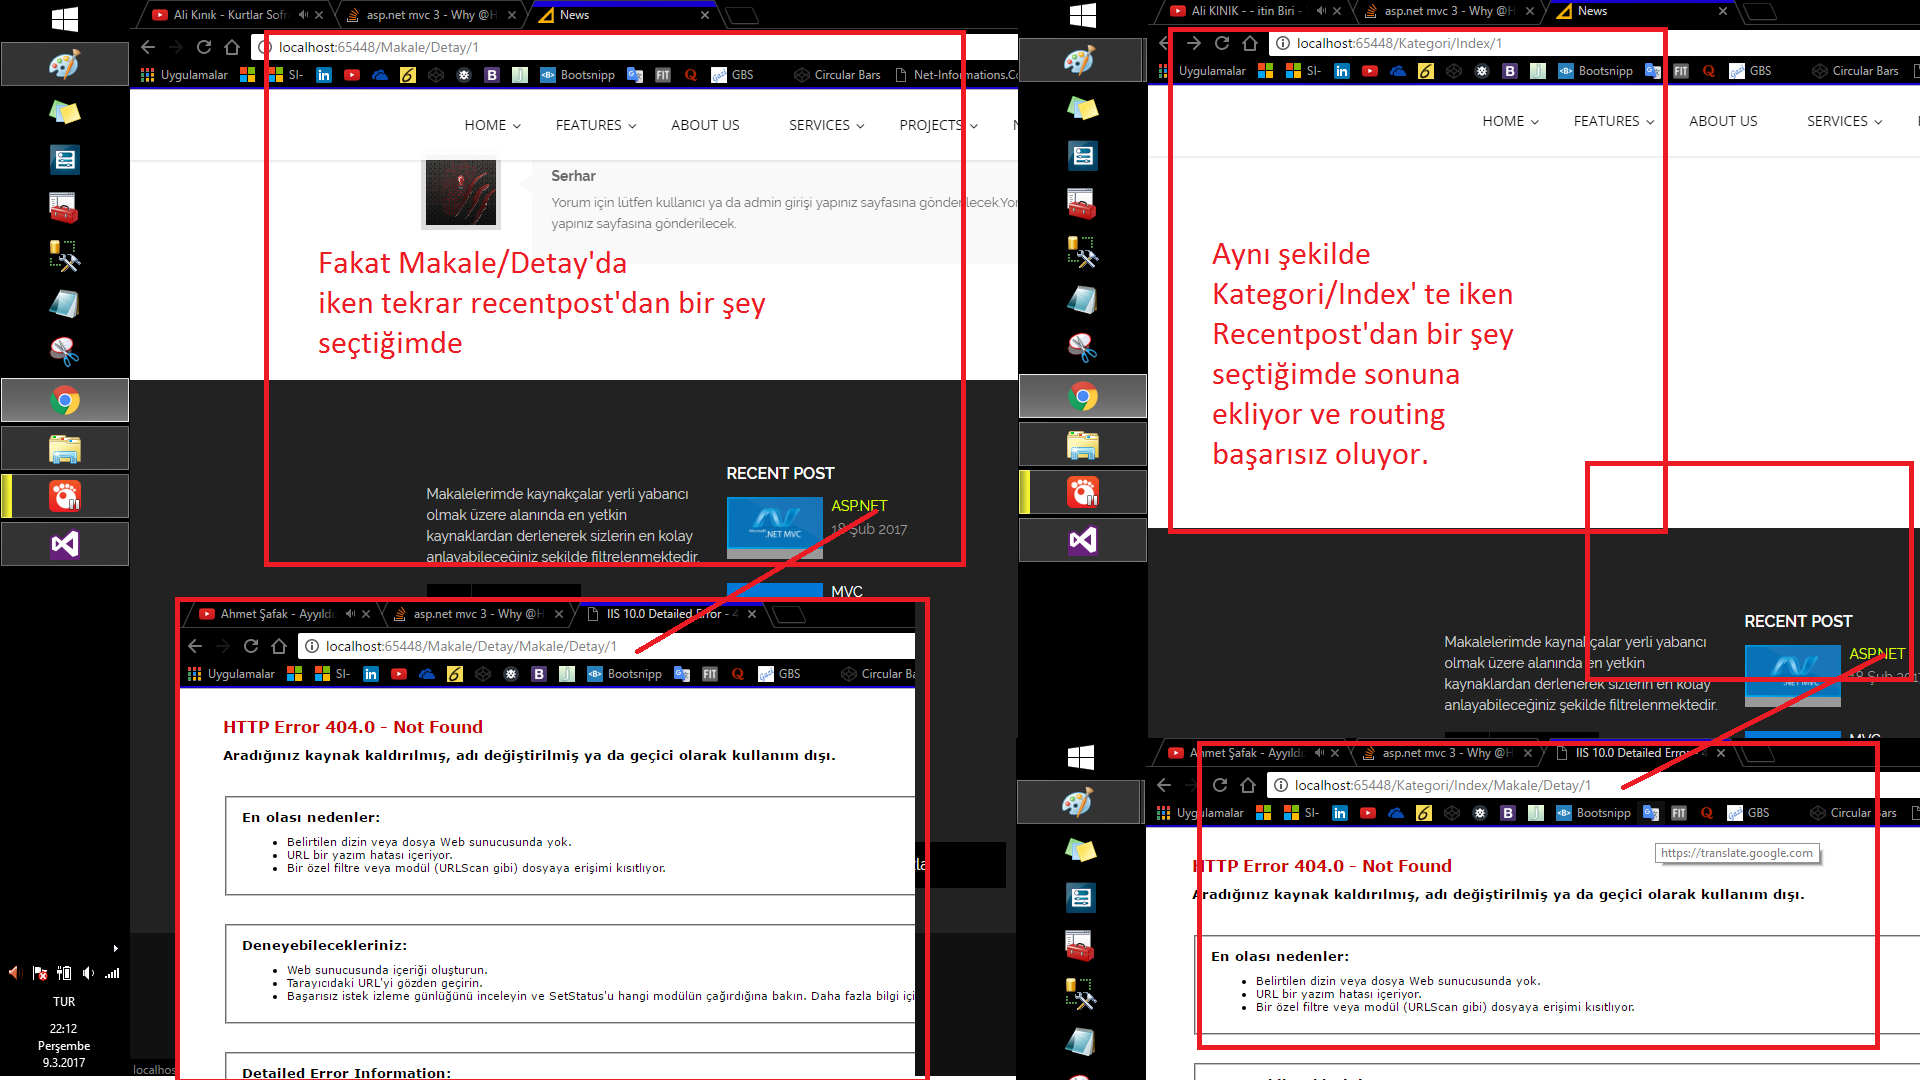 Ali Kınık - Kurtlar Sofr
asp.net mvc 3 - Why @H
News
localhost:65448/Makale/Detay/1
Uygulamalar
SI-
Bootsnipp
FIT
GBS
Circular Bars
Net-Informations.Co
HOME
FEATURES
ABOUT US
SERVICES
PROJECTS
Serhar
Yorum için lütfen kullanıcı ya da admin girişi yapınız sayfasına gönderilecek.Yor
yapınız sayfasına gönderilecek.
Fakat Makale/Detay'da
iken tekrar recentpost'dan bir şey
seçtiğimde
RECENT POST
Makalelerimde kaynakçalar yerli yabancı
olmak üzere alanında en yetkin
kaynaklardan derlenerek sizlerin en kolay
anlayabileceğiniz şekilde filtrelenmektedir.
.NET MVC
ASP.NET
18 Şub 2017
MVC
Ahmet Şafak - Ayyıldı
asp.net mvc 3 - Why @H
IIS 10.0 Detailed Error - 4
localhost:65448/Makale/Detay/Makale/Detay/1
Uygulamalar
SI-
Bootsnipp
FIT
GBS
Circular Ba
HTTP Error 404.0 - Not Found
Aradığınız kaynak kaldırılmış, adı değiştirilmiş ya da geçici olarak kullanım dışı.
En olası nedenler:
Belirtilen dizin veya dosya Web sunucusunda yok.
URL bir yazım hatası içeriyor.
Bir özel filtre veya modül (URLScan gibi) dosyaya erişimi kısıtlıyor.
Deneyebilecekleriniz:
Web sunucusunda içeriği oluşturun.
Tarayıcıdaki URL'yi gözden geçirin.
Başarısız istek izleme günlüğünü inceleyin ve SetStatus'u hangi modülün çağırdığına bakın. Daha fazla bilgi içi
Detailed Error Information:
TUR
22:12
Perşembe
9.3.2017
localhos
Ali KINIK - - itin Biri -
asp.net mvc 3 - Why @H
News
localhost:65448/Kategori/Index/1
Uygulamalar
SI-
Bootsnipp
FIT
GBS
Circular Bars
HOME
FEATURES
ABOUT US
SERVICES
Aynı şekilde
Kategori/Index' te iken
Recentpost'dan bir şey
seçtiğimde sonuna
ekliyor ve routing
başarısız oluyor.
RECENT POST
Makalelerimde kaynakçalar yerli yabancı
olmak üzere alanında en yetkin
kaynaklardan derlenerek sizlerin en kolay
anlayabileceğiniz şekilde filtrelenmektedir.
.NET MVC
ASP.NET
18 Şub 201
MVC
Ahmet Şafak - Ayyıldı
asp.net mvc 3 - Why @H
IIS 10.0 Detailed Error - 4
localhost:65448/Kategori/Index/Makale/Detay/1
Uygulamalar
SI-
Bootsnipp
FIT
GBS
Circular Bars
https://translate.google.com
HTTP Error 404.0 - Not Found
Aradığınız kaynak kaldırılmış, adı değiştirilmiş ya da geçici olarak kullanım dışı.
En olası nedenler:
Belirtilen dizin veya dosya Web sunucusunda yok.
URL bir yazım hatası içeriyor.
Bir özel filtre veya modül (URLScan gibi) dosyaya erişimi kısıtlıyor.